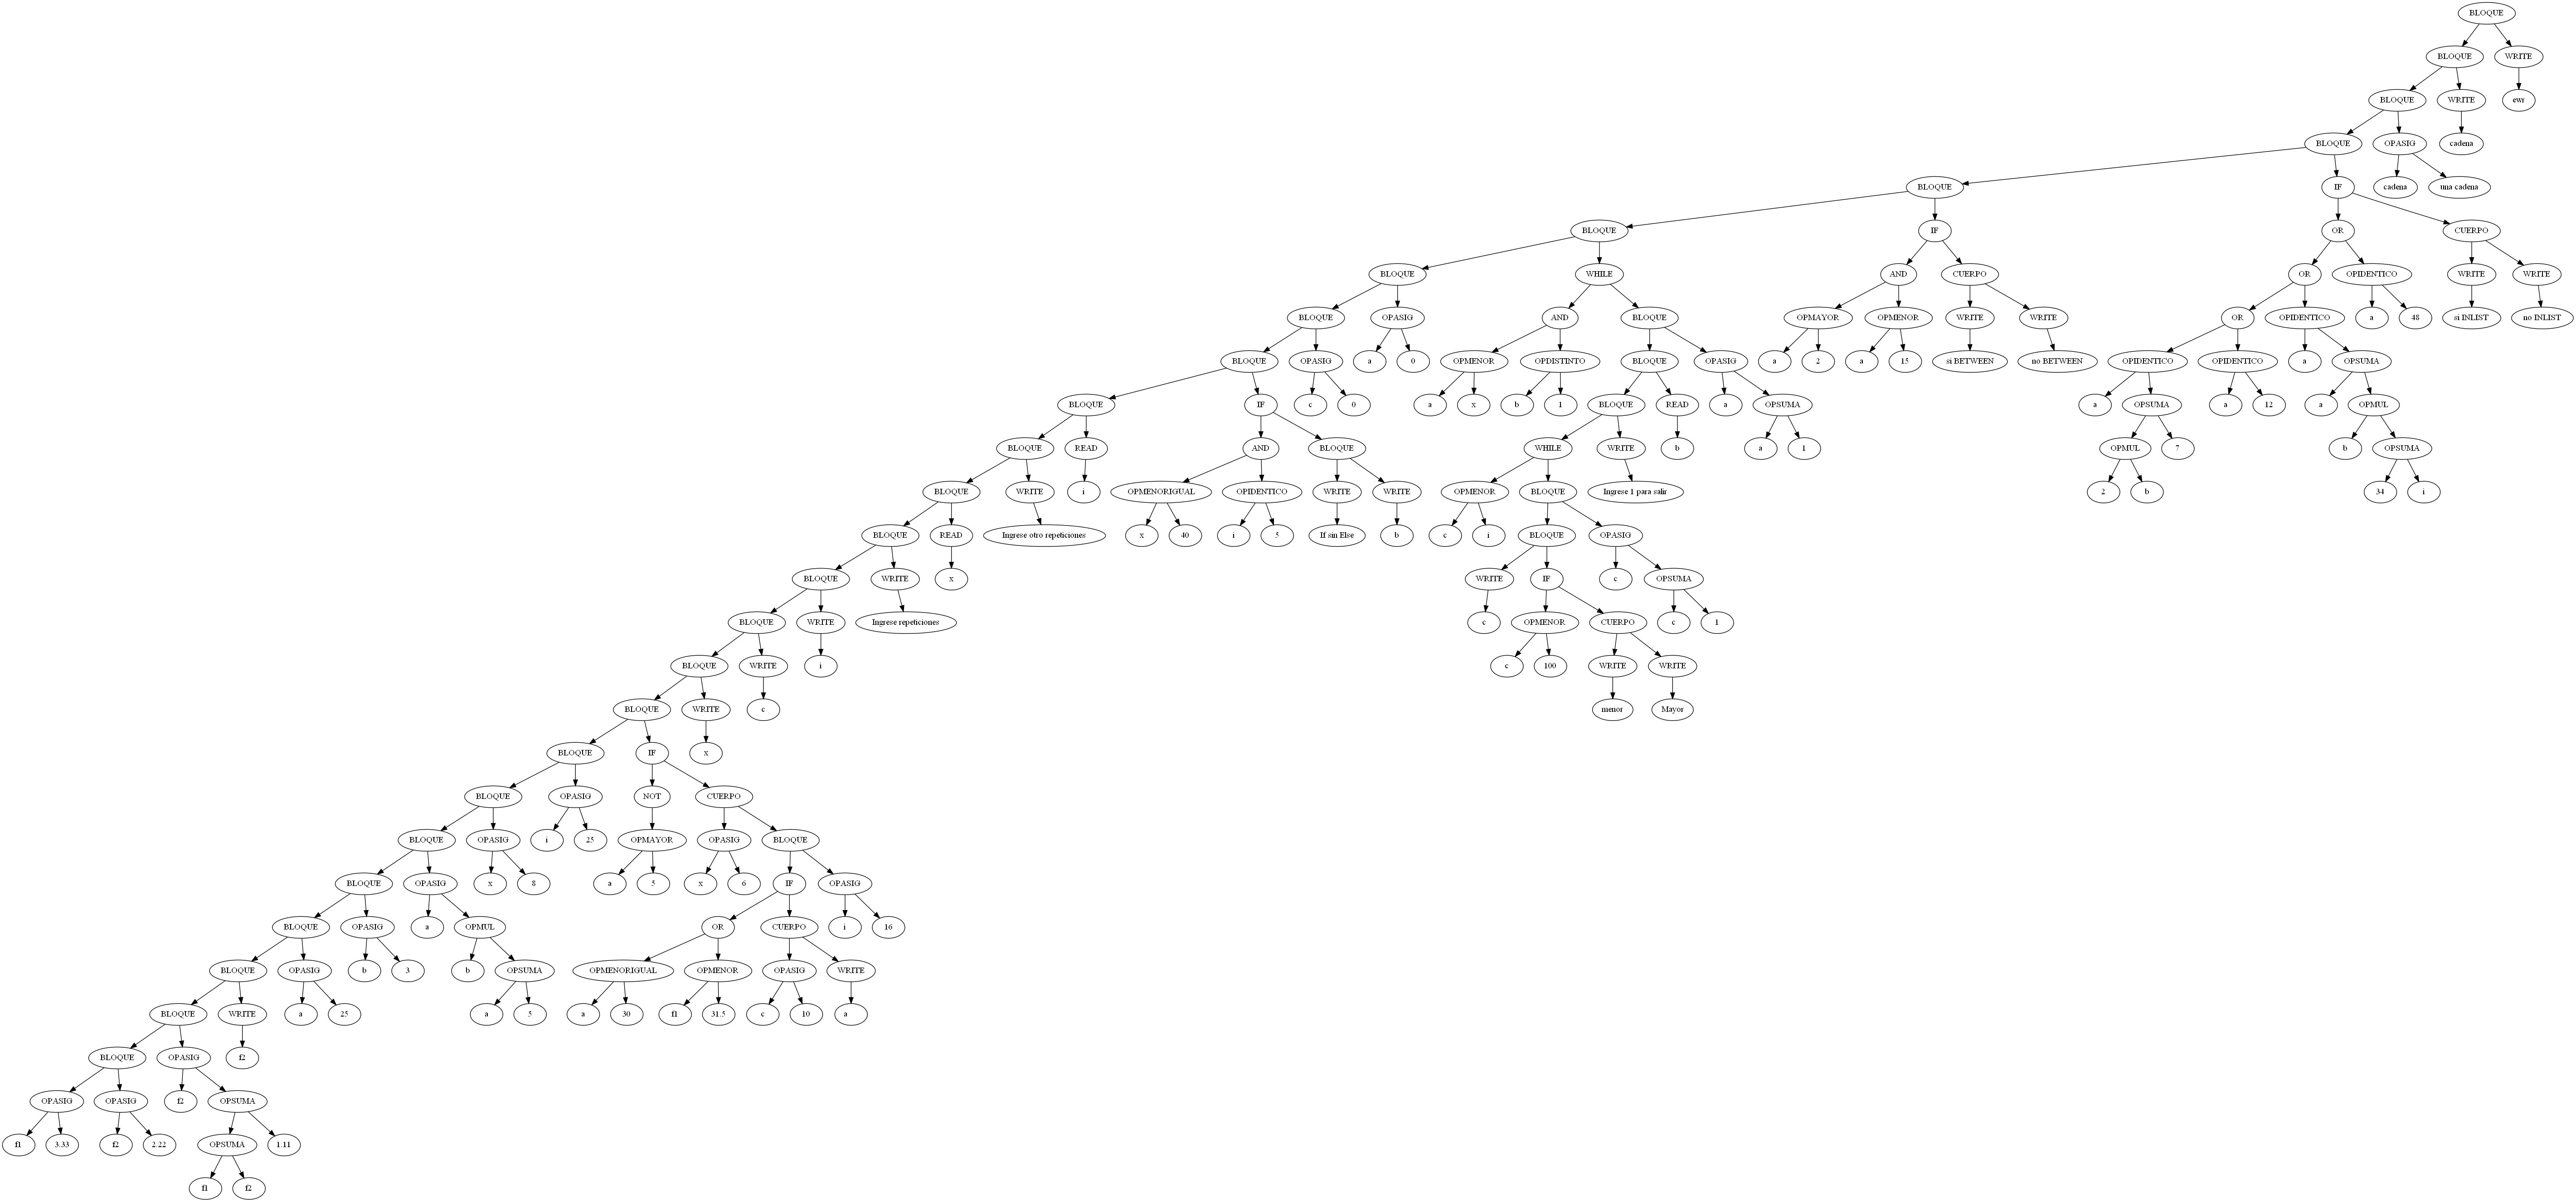 BLOQUE
BLOQUE WRITE
BLOQUE WRITE ewr
BLOQUE OPASIG cadena
BLOQUE IF cadena una cadena
BLOQUE IF OR CUERPO
BLOQUE WHILE AND CUERPO OR OPIDENTICO WRITE WRITE
BLOQUE OPASIG AND BLOQUE OPMAYOR OPMENOR WRITE WRITE OR OPIDENTICO a 48 si INLIST no INLIST
BLOQUE OPASIG a 0 OPMENOR OPDISTINTO BLOQUE OPASIG a 2 a 15 si BETWEEN no BETWEEN OPIDENTICO OPIDENTICO a OPSUMA
BLOQUE IF c 0 a x b 1 BLOQUE READ a OPSUMA a OPSUMA a 12 a OPMUL
BLOQUE READ AND BLOQUE WHILE WRITE b a 1 OPMUL 7 b OPSUMA
BLOQUE WRITE i OPMENORIGUAL OPIDENTICO WRITE WRITE OPMENOR BLOQUE Ingrese 1 para salir 2 b 34 i
BLOQUE READ Ingrese otro repeticiones x 40 i 5 If sin Else b c i BLOQUE OPASIG
BLOQUE WRITE x WRITE IF c OPSUMA
BLOQUE WRITE Ingrese repeticiones c OPMENOR CUERPO c 1
BLOQUE WRITE i c 100 WRITE WRITE
BLOQUE WRITE c menor Mayor
BLOQUE IF x
BLOQUE OPASIG NOT CUERPO
BLOQUE OPASIG i 25 OPMAYOR OPASIG BLOQUE
BLOQUE OPASIG x 8 a 5 x 6 IF OPASIG
BLOQUE OPASIG a OPMUL OR CUERPO i 16
BLOQUE OPASIG b 3 b OPSUMA OPMENORIGUAL OPMENOR OPASIG WRITE
BLOQUE WRITE a 25 a 5 a 30 f1 31.5 c 10 a
BLOQUE OPASIG f2
OPASIG OPASIG f2 OPSUMA
f1 3.33 f2 2.22 OPSUMA 1.11
f1 f2